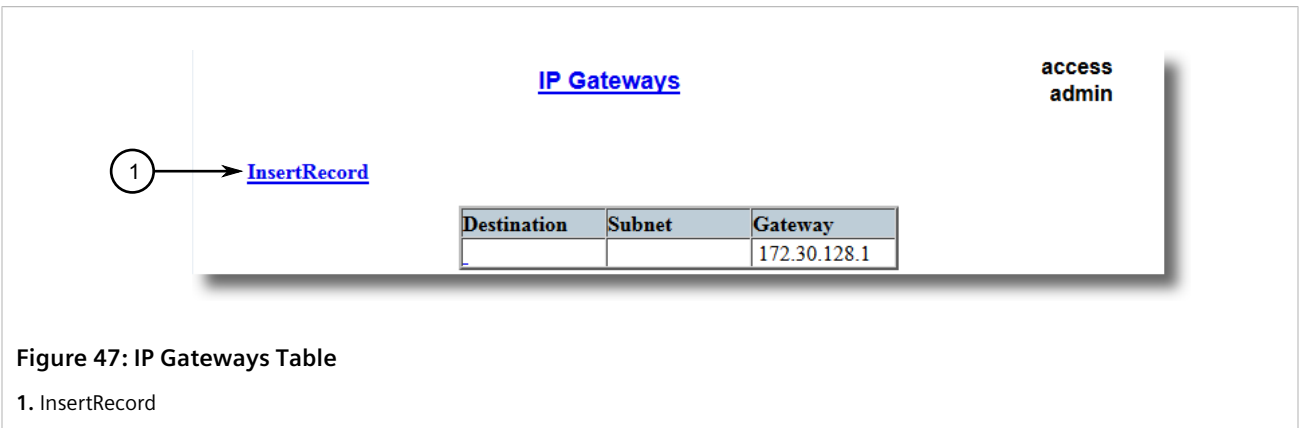 IP Gateways
access
admin
1
InsertRecord
Destination Subnet Gateway
172.30.128.1
Figure 47: IP Gateways Table
1. InsertRecord